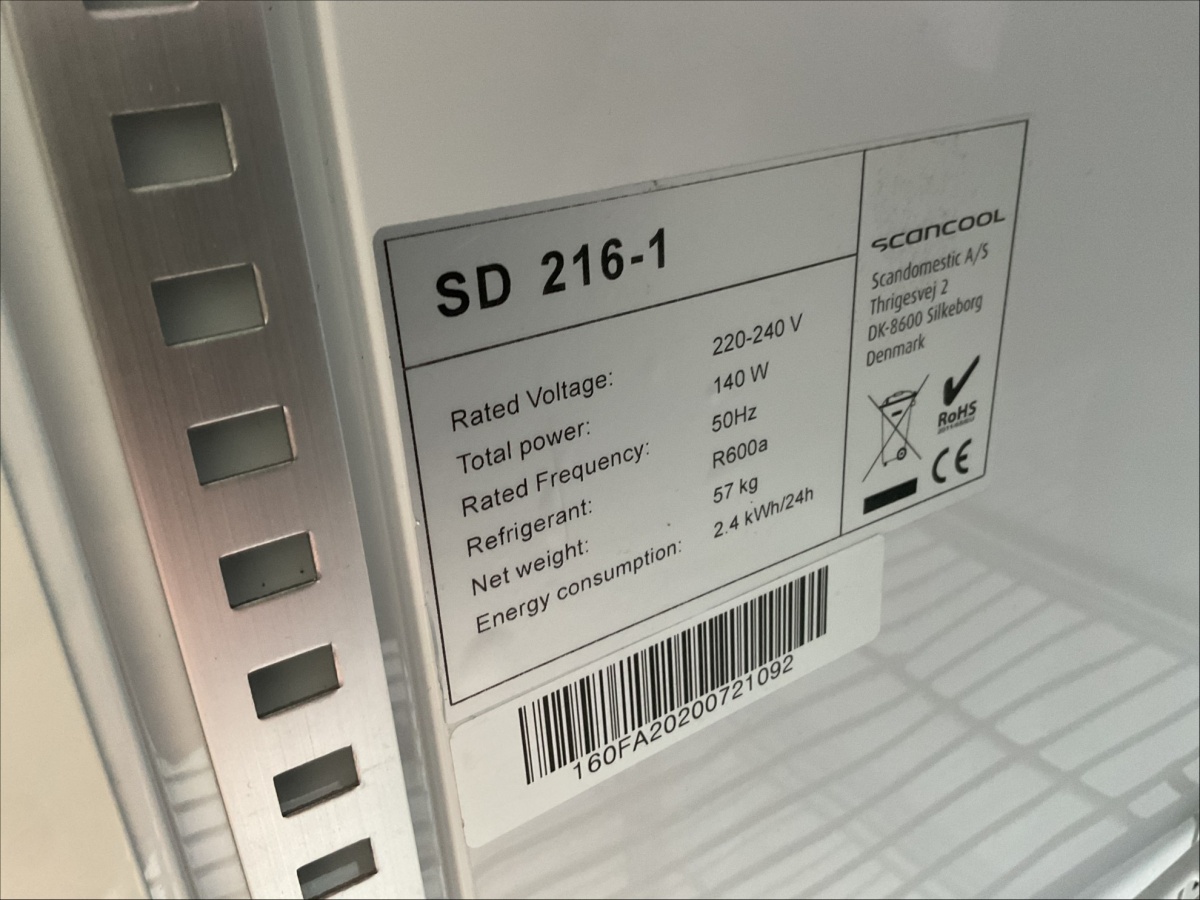 SD 216-1
Rated Voltage: 220-240 V
Total power: 140 W
Rated Frequency: 50Hz
Refrigerant: R600a
Net weight: 57 kg
Energy consumption: 2.4 kWh/24h
SCANCOOL
Scandomestic A/S
Thrigesvej 2
DK-8600 Silkeborg
Denmark
RoHS
CE
160FA20200721092